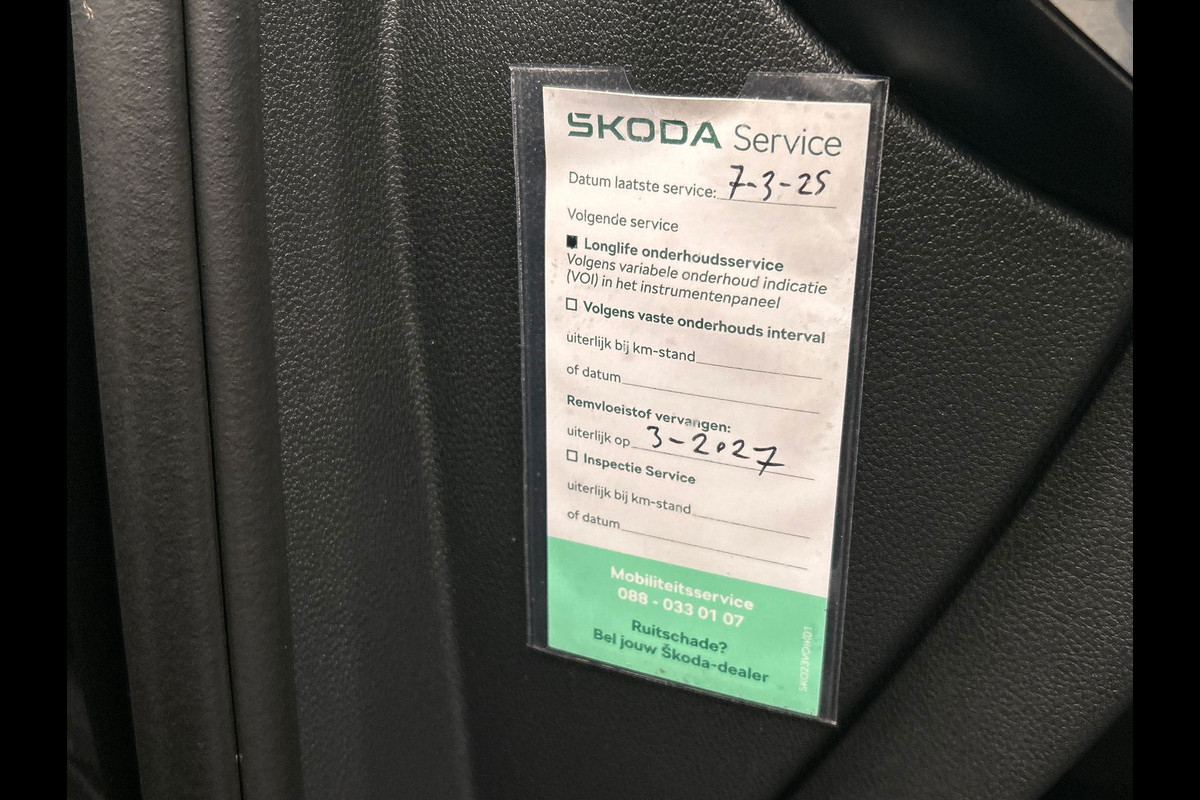 ŠKODA Service
Datum laatste service: 7-3-25
Volgende service
Longlife onderhoudsservice
Volgens variabele onderhoud indicatie
(VOI) in het instrumentenpaneel
Volgens vaste onderhouds interval
uiterlijk bij km-stand
of datum
Remvloeistof vervangen:
uiterlijk op 3-2027
Inspectie Service
uiterlijk bij km-stand
of datum
Mobiliteitsservice
088 - 033 01 07
Ruitschade?
Bel jouw Škoda-dealer